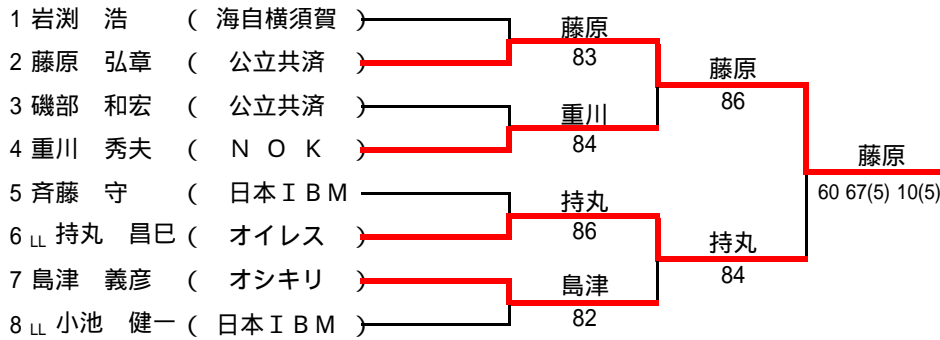 1 岩渕 浩 ( 海自横須賀 )
藤原
2 藤原 弘章 ( 公立共済 )
83
藤原
3 磯部 和宏 ( 公立共済 )
86
重川
4 重川 秀夫 ( N O K )
84
藤原
5 斉藤 守 ( 日本IBM )
60 67(5) 10(5)
持丸
6 LL 持丸 昌巳 ( オイレス )
86
持丸
7 島津 義彦 ( オシキリ )
84
島津
8 LL 小池 健一 ( 日本IBM )
82